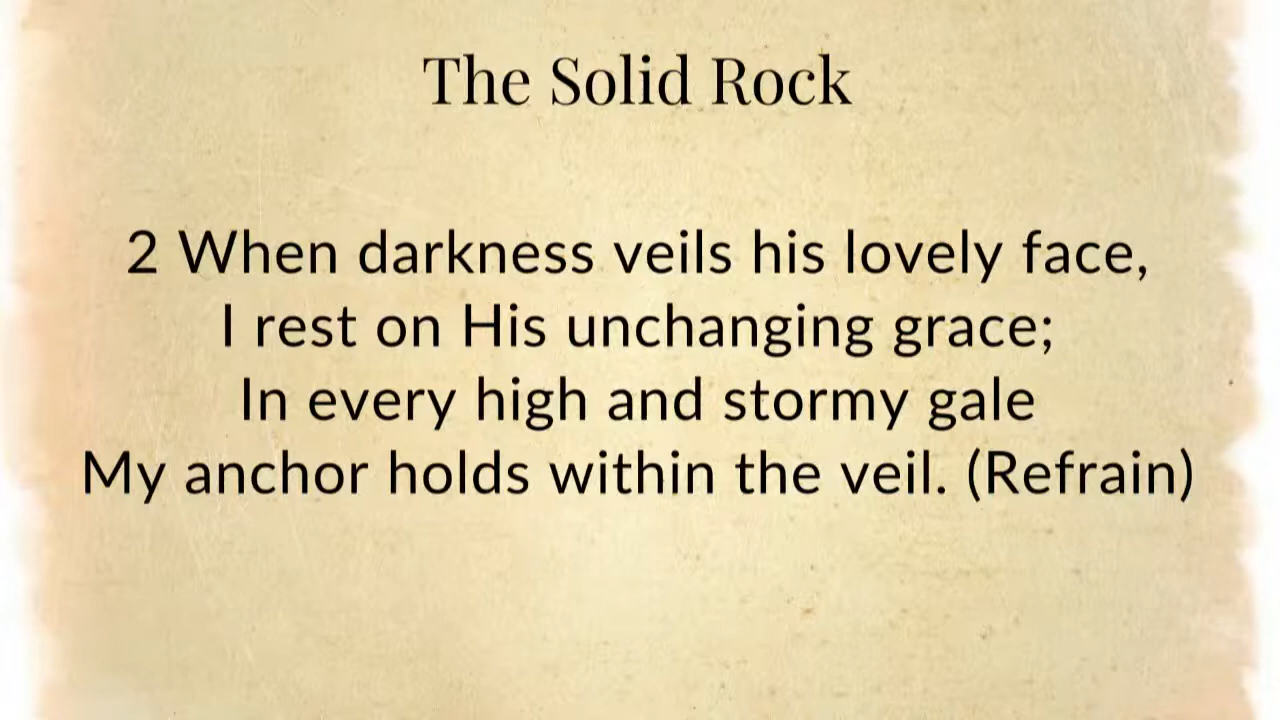 The Solid Rock
2 When darkness veils his lovely face,
I rest on His unchanging grace;
In every high and stormy gale
My anchor holds within the veil. (Refrain)